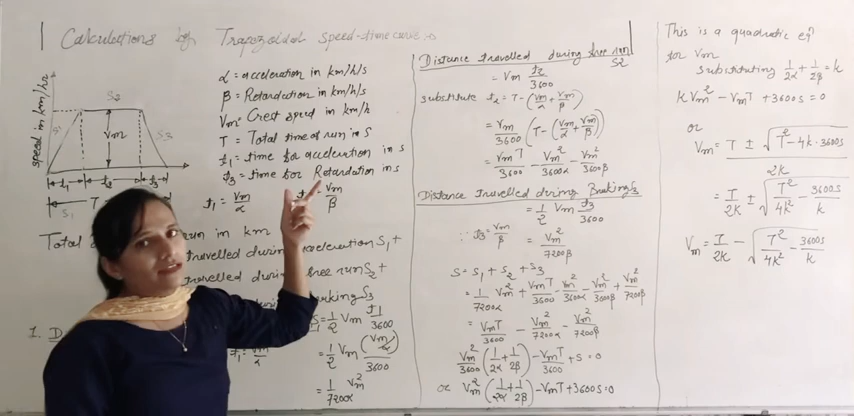 Calculations of Trapezoidal speed-time curve :-
speed in km/hr
S2
S3
Vm
t1
t2
t3
S1
T
α = acceleration in km/h/s
β = Retardation in km/h/s
Vm = Crest speed in km/h
T = Total time of run in S
t1 = time for acceleration in s
t3 = time for Retardation in s
t1 = Vm/α
Vm/β
Total
run in km
travelled during acceleration S1 +
travelled during free run S2 +
S3
1. D
S = 1/2 Vm t1/3600
t1 = Vm/α
= 1/2 Vm (Vm/α)/3600
= 1/7200α Vm²
Distance travelled during free run S2
= Vm t2/3600
substitute t2 = T - (Vm/α + Vm/β)
= Vm/3600 (T - (Vm/α + Vm/β))
= VmT/3600 - Vm²/3600α - Vm²/3600β
Distance Travelled during Braking S3
= 1/2 Vm t3/3600
∵ t3 = Vm/β = Vm²/7200β
S = S1 + S2 + S3
= 1/7200α Vm² + VmT/3600 - Vm²/3600α - Vm²/3600β + Vm²/7200β
= VmT/3600 - Vm²/7200α - Vm²/7200β
Vm²/3600 (1/2α + 1/2β) - VmT/3600 + S = 0
or Vm² (1/2α + 1/2β) - VmT + 3600S = 0
This is a quadratic eqn
for Vm
substituting 1/2α + 1/2β = k
KVm² - VmT + 3600S = 0
or
Vm = T ± √(T² - 4k·3600S)/2K
= T/2K ± √(T²/4K² - 3600S/K)
Vm = T/2K - √(T²/4K² - 3600S/K)